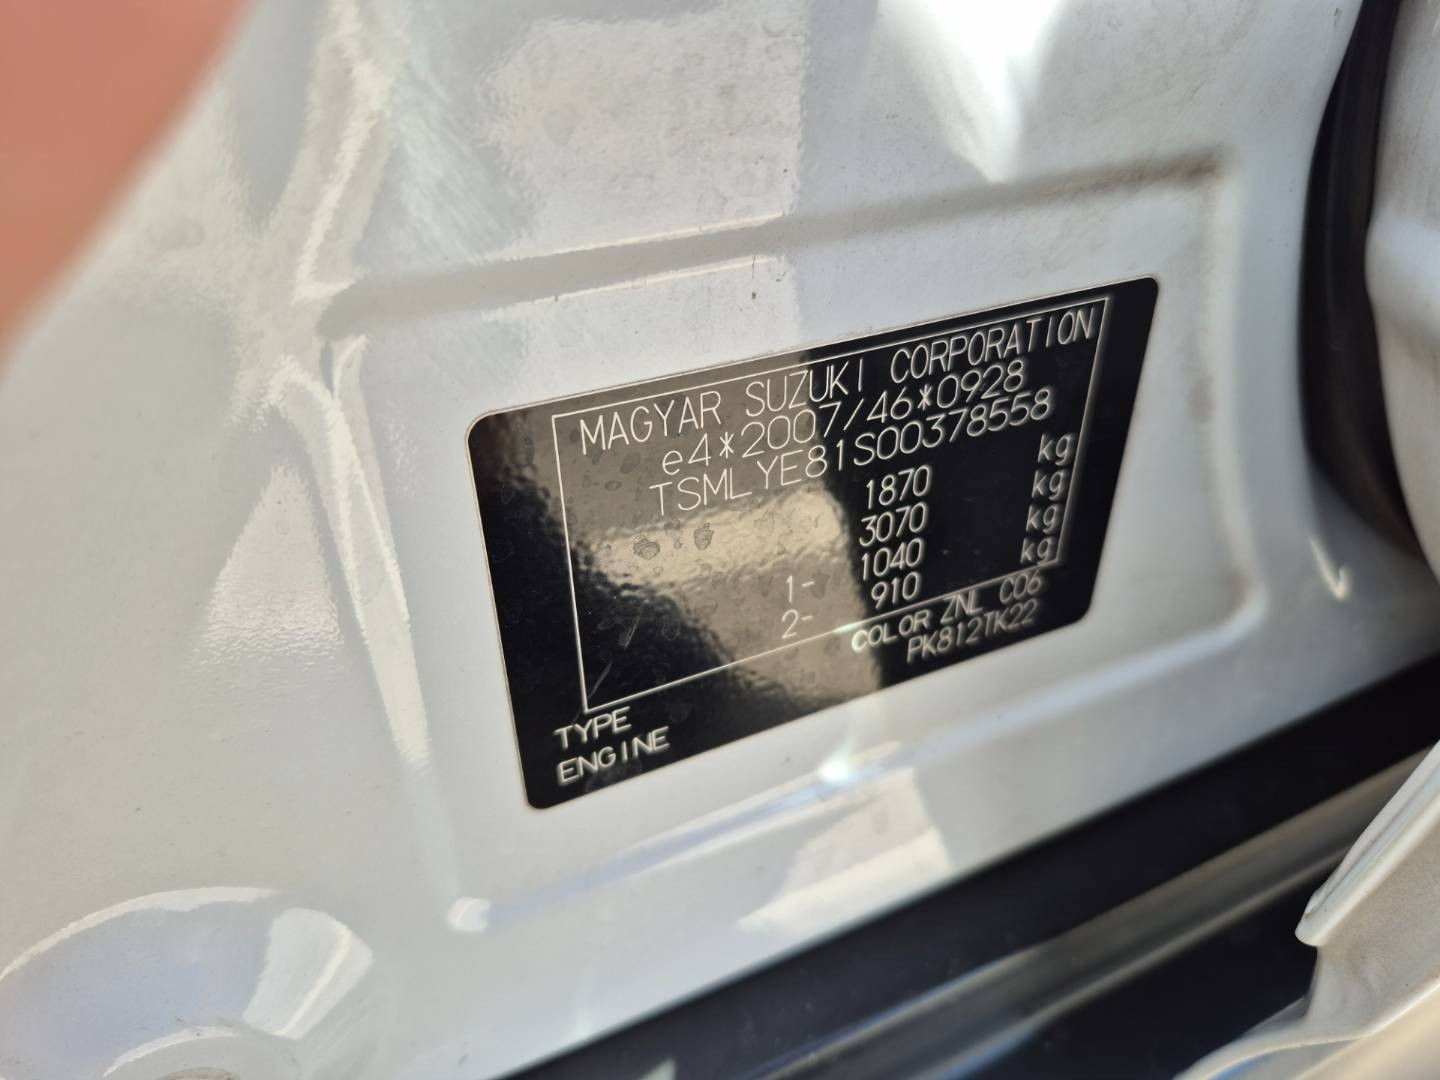 MAGYAR SUZUKI CORPORATION
e4*2007/46*0928
TSMLYE81S00378558
1870 kg
3070 kg
1- 1040 kg
2- 910 kg
COLOR ZNL C06
TYPE PK812TK22
ENGINE